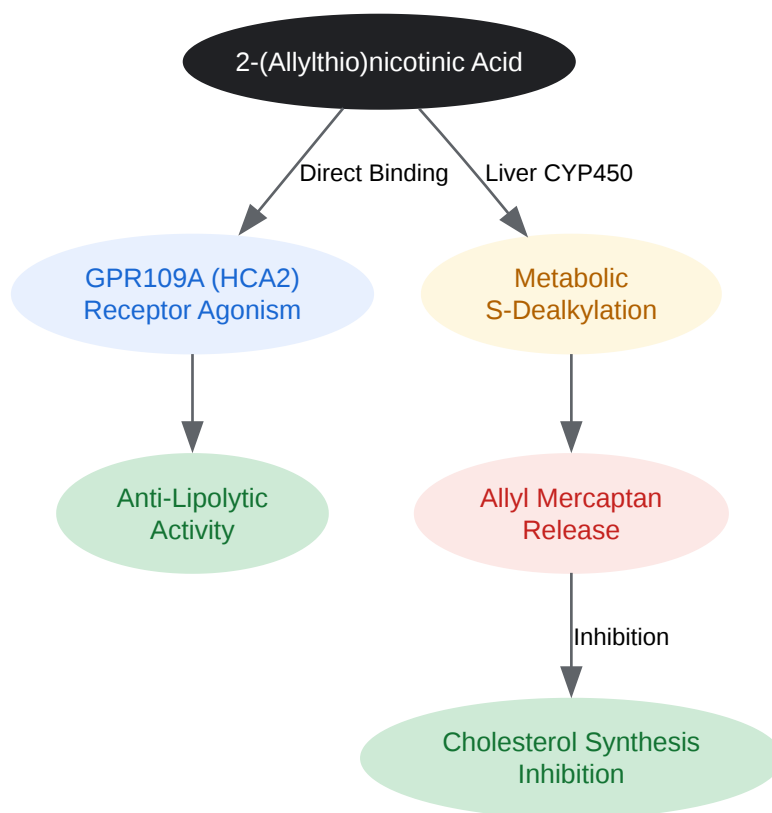 2-(Allylthio)nicotinic Acid
Direct Binding
Liver CYP450
GPR109A (HCA2)
Receptor Agonism
Metabolic
S-Dealkylation
Anti-Lipolytic
Activity
Allyl Mercaptan
Release
Inhibition
Cholesterol Synthesis
Inhibition